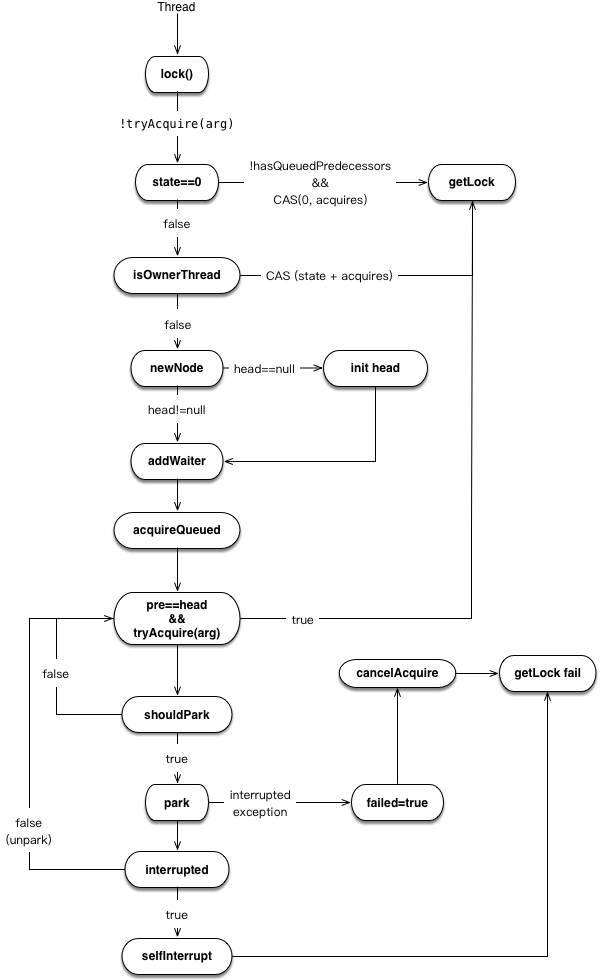 Thread
lock()
!tryAcquire(arg)
!hasQueuedPredecessors
&&
CAS(0, acquires)
state==0
getLock
false
isOwnerThread
CAS (state + acquires)
false
newNode
head==null
init head
head!=null
addWaiter
acquireQueued
pre==head
&&
tryAcquire(arg)
true
false
cancelAcquire
getLock fail
shouldPark
true
park
interrupted
exception
failed=true
false
(unpark)
interrupted
true
selfInterrupt